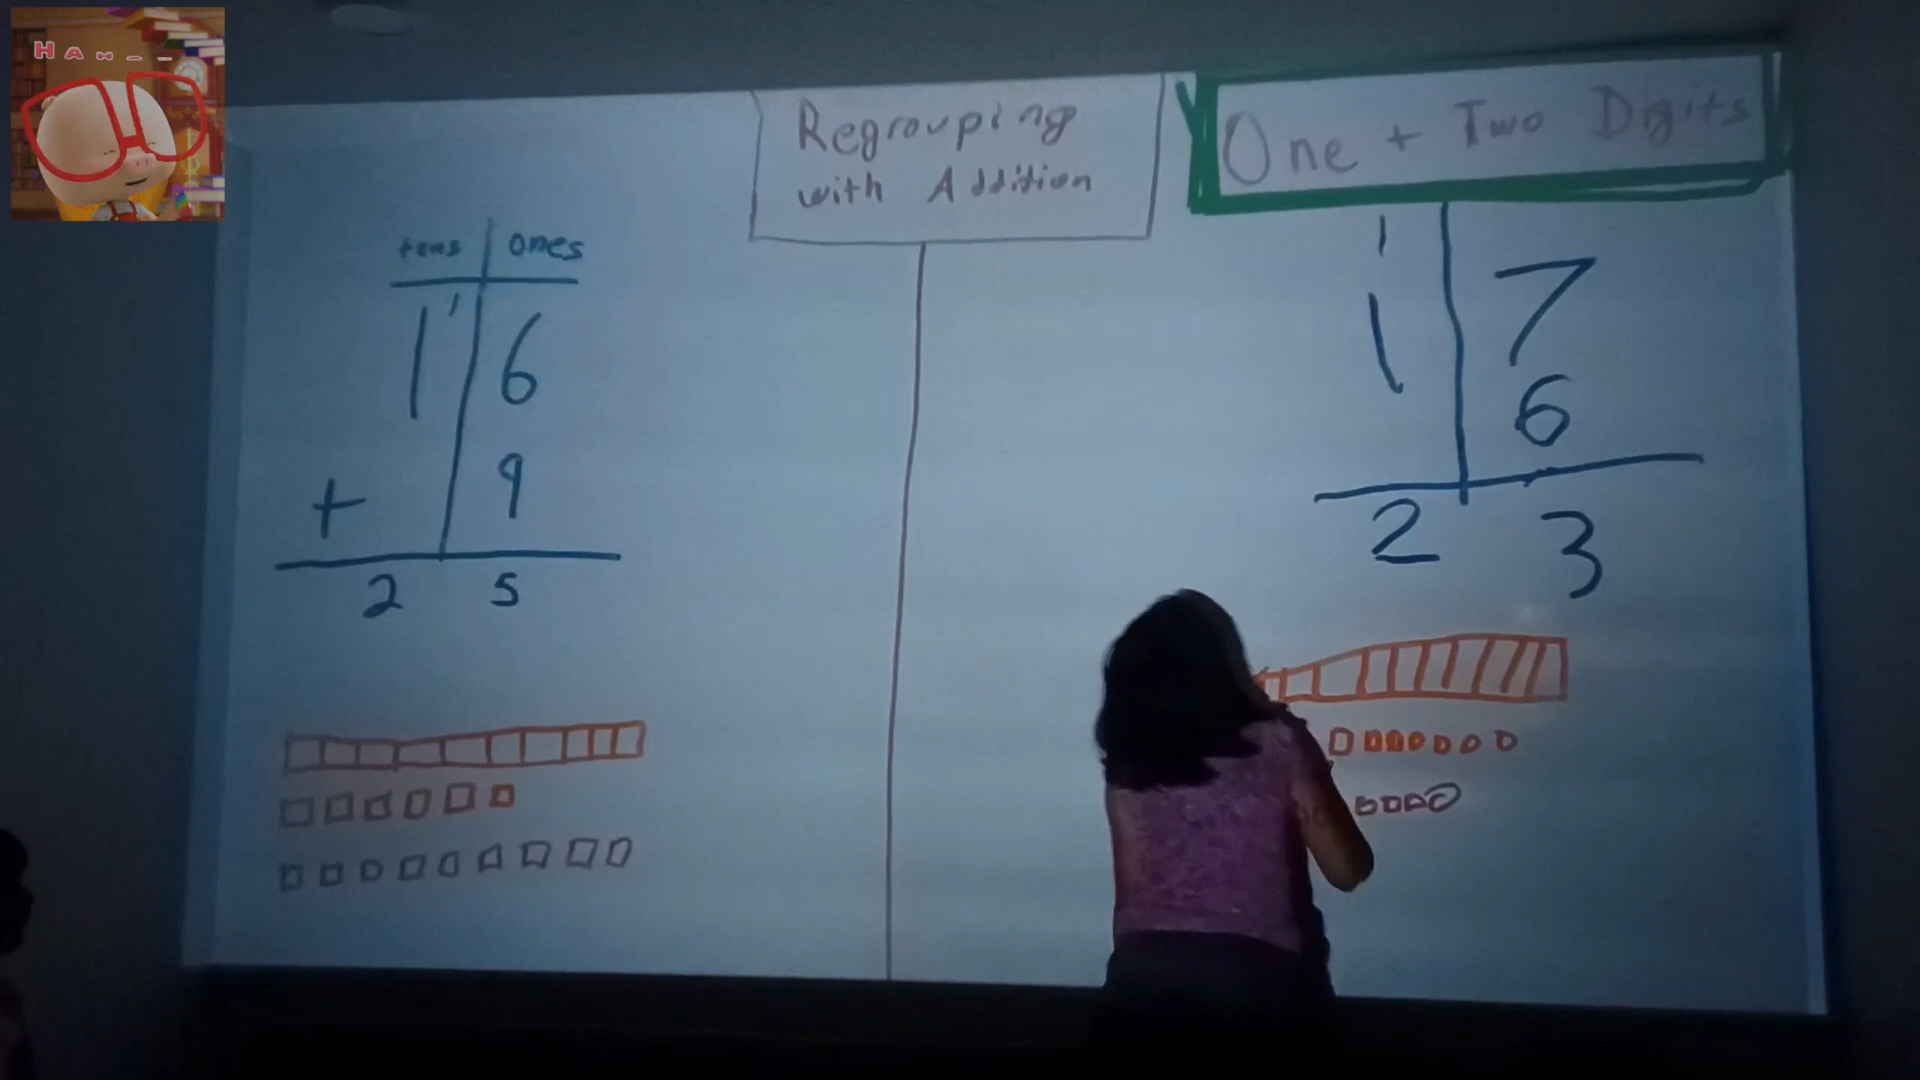 HAH__
Regrouping
with Addition
One + Two Digits
tens ones
1
1 6
+ 9
2 5
1
1 7
6
2 3